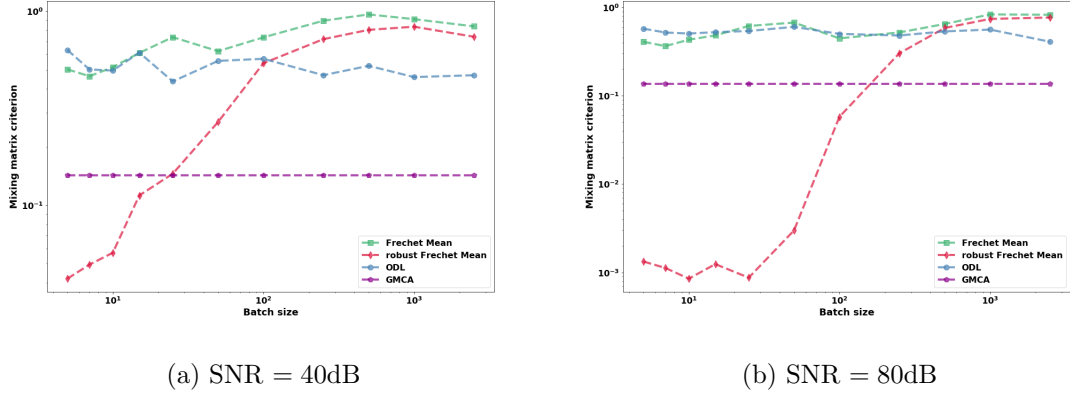 Mixing matrix criterion
10⁰
10⁻¹
10¹
10²
10³
Batch size
Frechet Mean
robust Frechet Mean
ODL
GMCA
(a) SNR = 40dB
Mixing matrix criterion
10⁰
10⁻¹
10⁻²
10⁻³
10¹
10²
10³
Batch size
Frechet Mean
robust Frechet Mean
ODL
GMCA
(b) SNR = 80dB